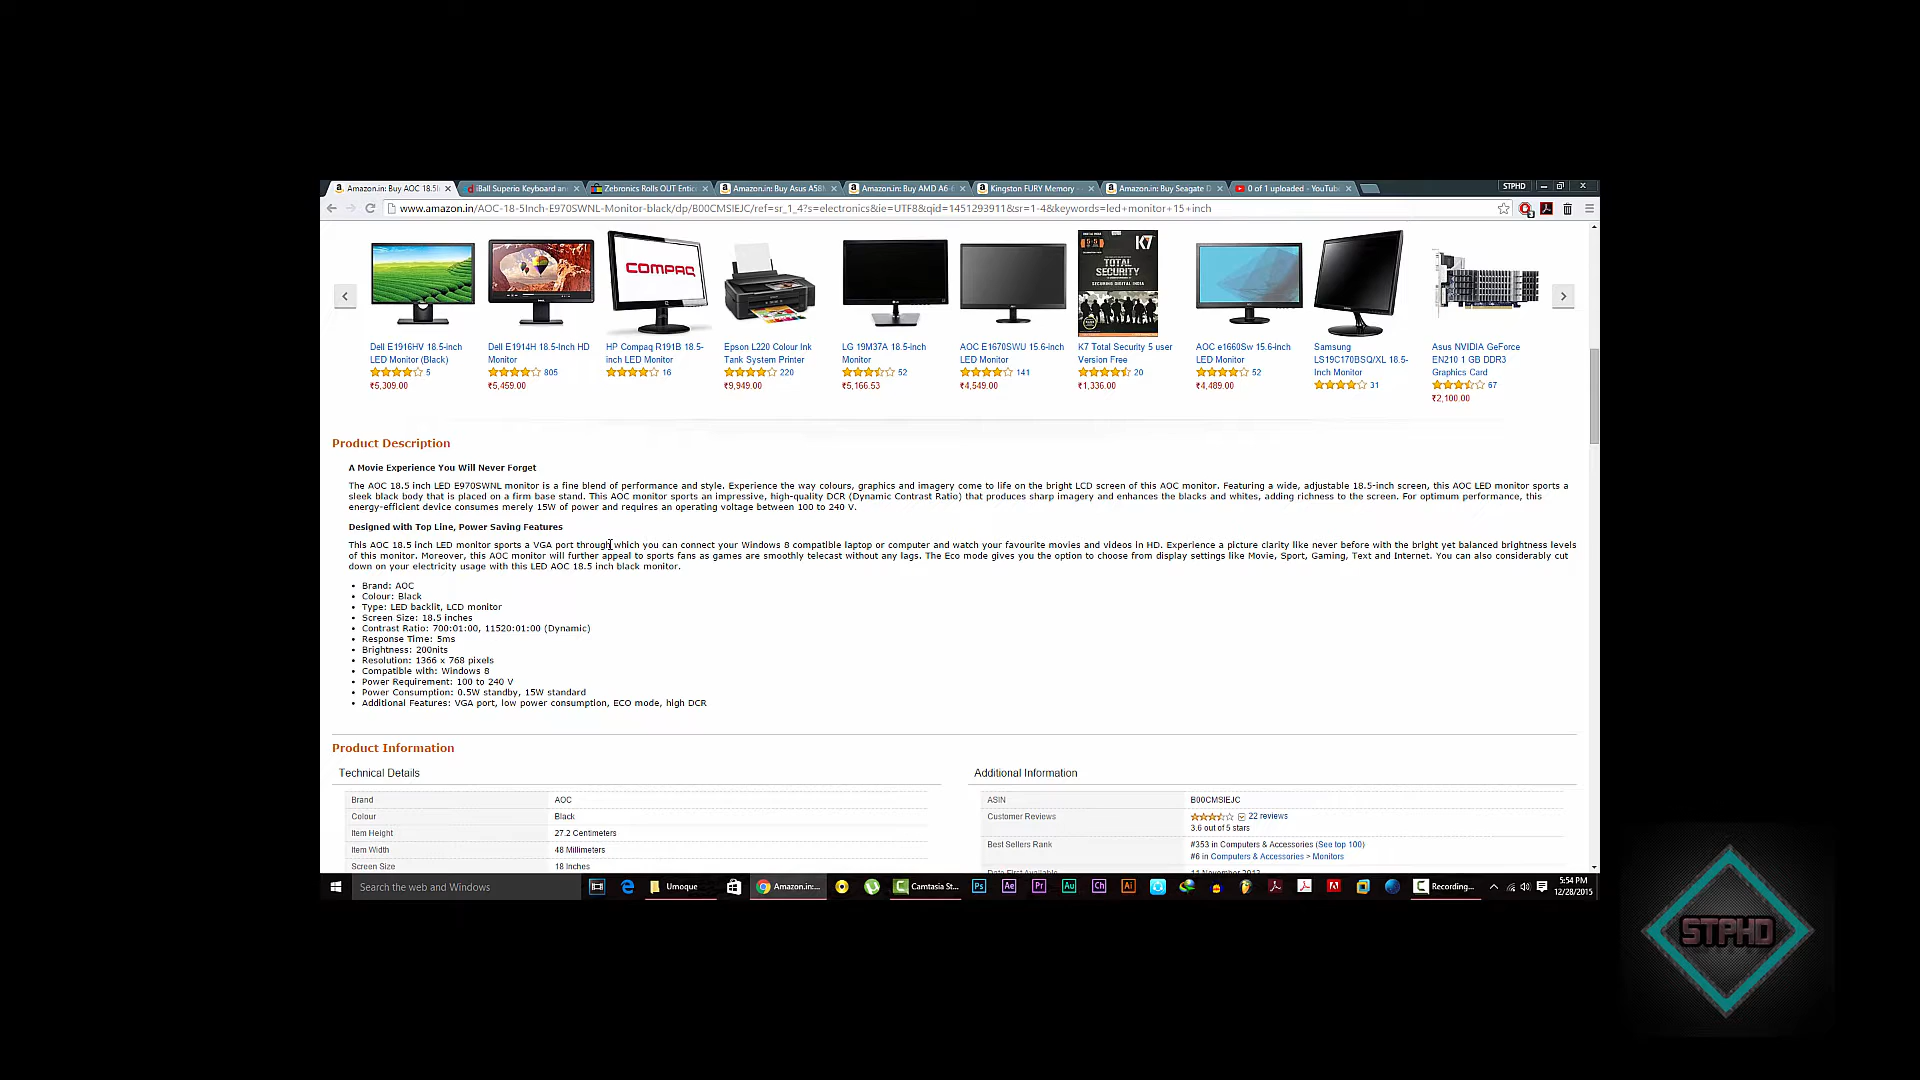 Amazon.in: Buy AOC 18.5i
iBall Superio Keyboard an
Zebronics Rolls OUT Entic
Amazon.in: Buy Asus A58
Amazon.in: Buy AMD A6-
Kingston FURY Memory -
Amazon.in: Buy Seagate D
0 of 1 uploaded - YouTub
STPHD
www.amazon.in/AOC-18-5Inch-E970SWNL-Monitor-black/dp/B00CMSIEJC/ref=sr_1_4?s=electronics&ie=UTF8&qid=1451293911&sr=1-4&keywords=led+monitor+15+inch
COMPAQ
K7
TOTAL
SECURITY
SECURING DIGITAL INDIA
Dell E1916HV 18.5-inch
LED Monitor (Black)
5
₹5,309.00
Dell E1914H 18.5-Inch HD
Monitor
805
₹5,459.00
HP Compaq R191B 18.5-
inch LED Monitor
16
Epson L220 Colour Ink
Tank System Printer
220
₹9,949.00
LG 19M37A 18.5-inch
Monitor
52
₹5,166.53
AOC E1670SWU 15.6-inch
LED Monitor
141
₹4,549.00
K7 Total Security 5 user
Version Free
20
₹1,336.00
AOC e1660Sw 15.6-inch
LED Monitor
52
₹4,489.00
Samsung
LS19C170BSQ/XL 18.5-
Inch Monitor
31
Asus NVIDIA GeForce
EN210 1 GB DDR3
Graphics Card
67
₹2,100.00
Product Description
A Movie Experience You Will Never Forget
The AOC 18.5 inch LED E970SWNL monitor is a fine blend of performance and style. Experience the way colours, graphics and imagery come to life on the bright LCD screen of this AOC monitor. Featuring a wide, adjustable 18.5-inch screen, this AOC LED monitor sports a
sleek black body that is placed on a firm base stand. This AOC monitor sports an impressive, high-quality DCR (Dynamic Contrast Ratio) that produces sharp imagery and enhances the blacks and whites, adding richness to the screen. For optimum performance, this
energy-efficient device consumes merely 15W of power and requires an operating voltage between 100 to 240 V.
Designed with Top Line, Power Saving Features
This AOC 18.5 inch LED monitor sports a VGA port through which you can connect your Windows 8 compatible laptop or computer and watch your favourite movies and videos in HD. Experience a picture clarity like never before with the bright yet balanced brightness levels
of this monitor. Moreover, this AOC monitor will further appeal to sports fans as games are smoothly telecast without any lags. The Eco mode gives you the option to choose from display settings like Movie, Sport, Gaming, Text and Internet. You can also considerably cut
down on your electricity usage with this LED AOC 18.5 inch black monitor.
• Brand: AOC
• Colour: Black
• Type: LED backlit, LCD monitor
• Screen Size: 18.5 inches
• Contrast Ratio: 700:01:00, 11520:01:00 (Dynamic)
• Response Time: 5ms
• Brightness: 200nits
• Resolution: 1366 x 768 pixels
• Compatible with: Windows 8
• Power Requirement: 100 to 240 V
• Power Consumption: 0.5W standby, 15W standard
• Additional Features: VGA port, low power consumption, ECO mode, high DCR
Product Information
Technical Details
Brand AOC
Colour Black
Item Height 27.2 Centimeters
Item Width 48 Millimeters
Screen Size 18 Inches
Additional Information
ASIN B00CMSIEJC
Customer Reviews 22 reviews
3.6 out of 5 stars
Best Sellers Rank #353 in Computers & Accessories (See top 100)
#6 in Computers & Accessories > Monitors
Date First Available 11 November 2013
Search the web and Windows
Umoque
Amazon.in:...
Camtasia St...
Ps
Ae
Pr
Au
Ch
Ai
Recording...
5:54 PM
12/28/2015
STPHD